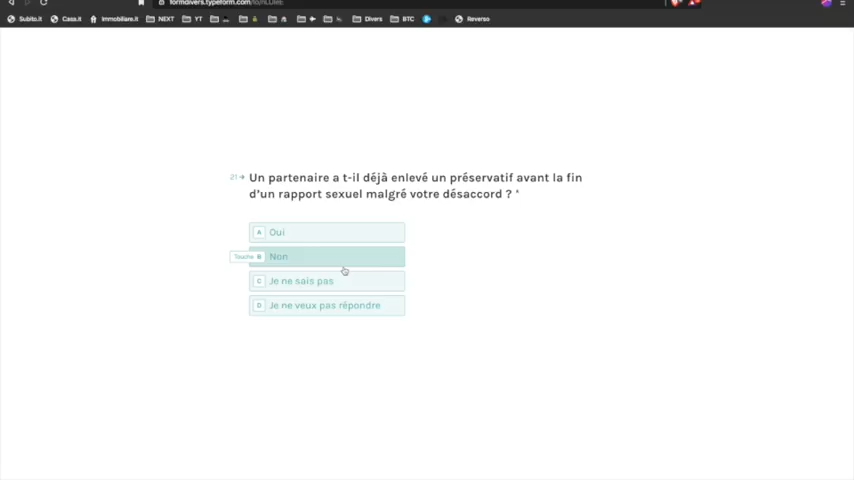 formdivers.typeform.com/to/
Subito.it Casa.it Immobiliare.it NEXT YT Divers BTC Reverso
21→ Un partenaire a t-il déjà enlevé un préservatif avant la fin
d'un rapport sexuel malgré votre désaccord ? *
A Oui
Touche B Non
C Je ne sais pas
D Je ne veux pas répondre